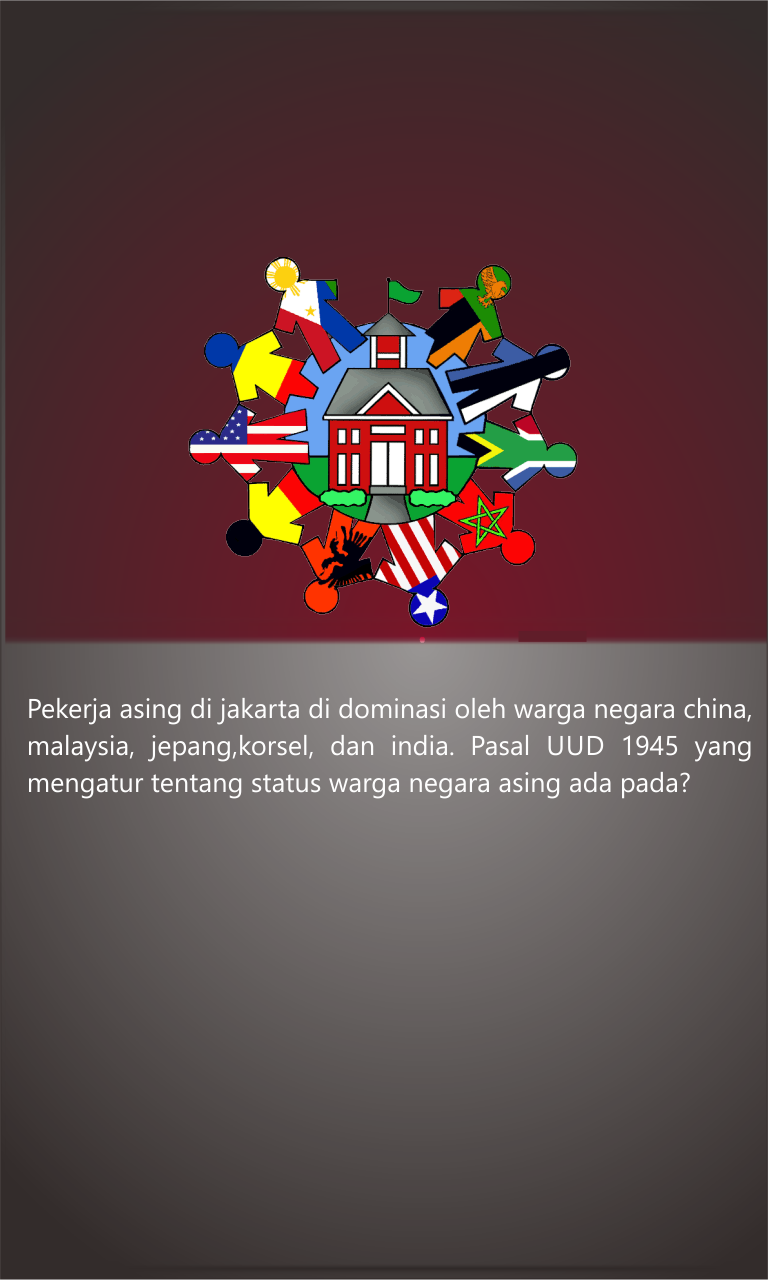 Pekerja asing di jakarta di dominasi oleh warga negara china,
malaysia, jepang,korsel, dan india. Pasal UUD 1945 yang
mengatur tentang status warga negara asing ada pada?